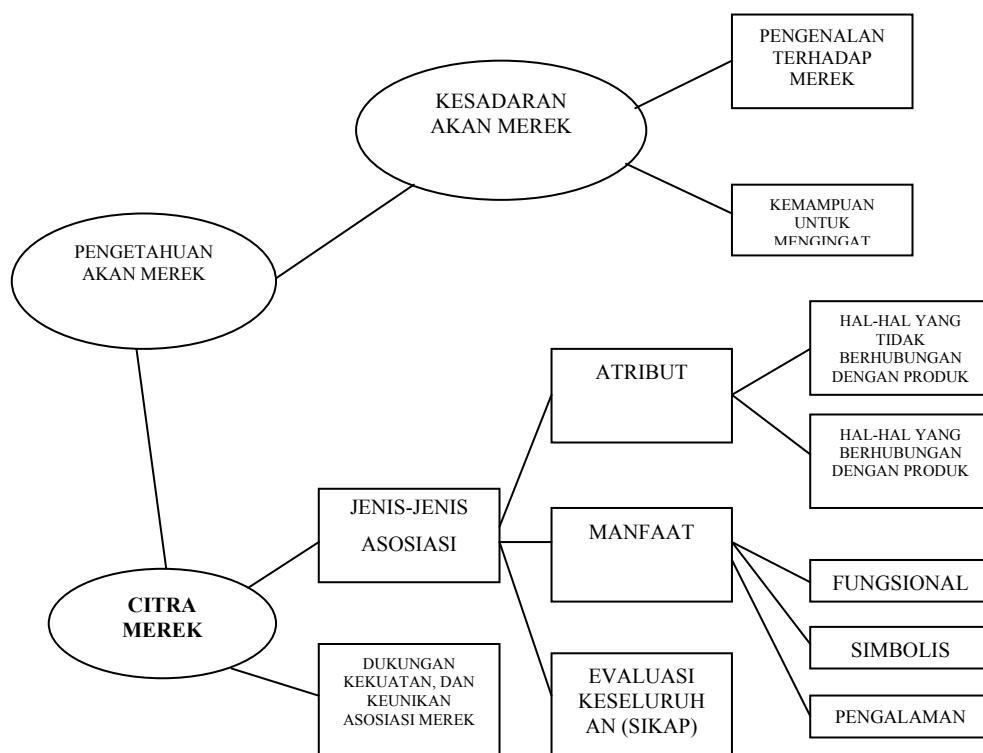 PENGENALAN
TERHADAP
MEREK
KESADARAN
AKAN MEREK
KEMAMPUAN
UNTUK
MENGINGAT
PENGETAHUAN
AKAN MEREK
HAL-HAL YANG
TIDAK
BERHUBUNGAN
DENGAN PRODUK
ATRIBUT
HAL-HAL YANG
BERHUBUNGAN
DENGAN PRODUK
JENIS-JENIS
ASOSIASI
MANFAAT
FUNGSIONAL
CITRA
MEREK
SIMBOLIS
DUKUNGAN
KEKUATAN, DAN
KEUNIKAN
ASOSIASI MEREK
EVALUASI
KESELURUH
AN (SIKAP)
PENGALAMAN